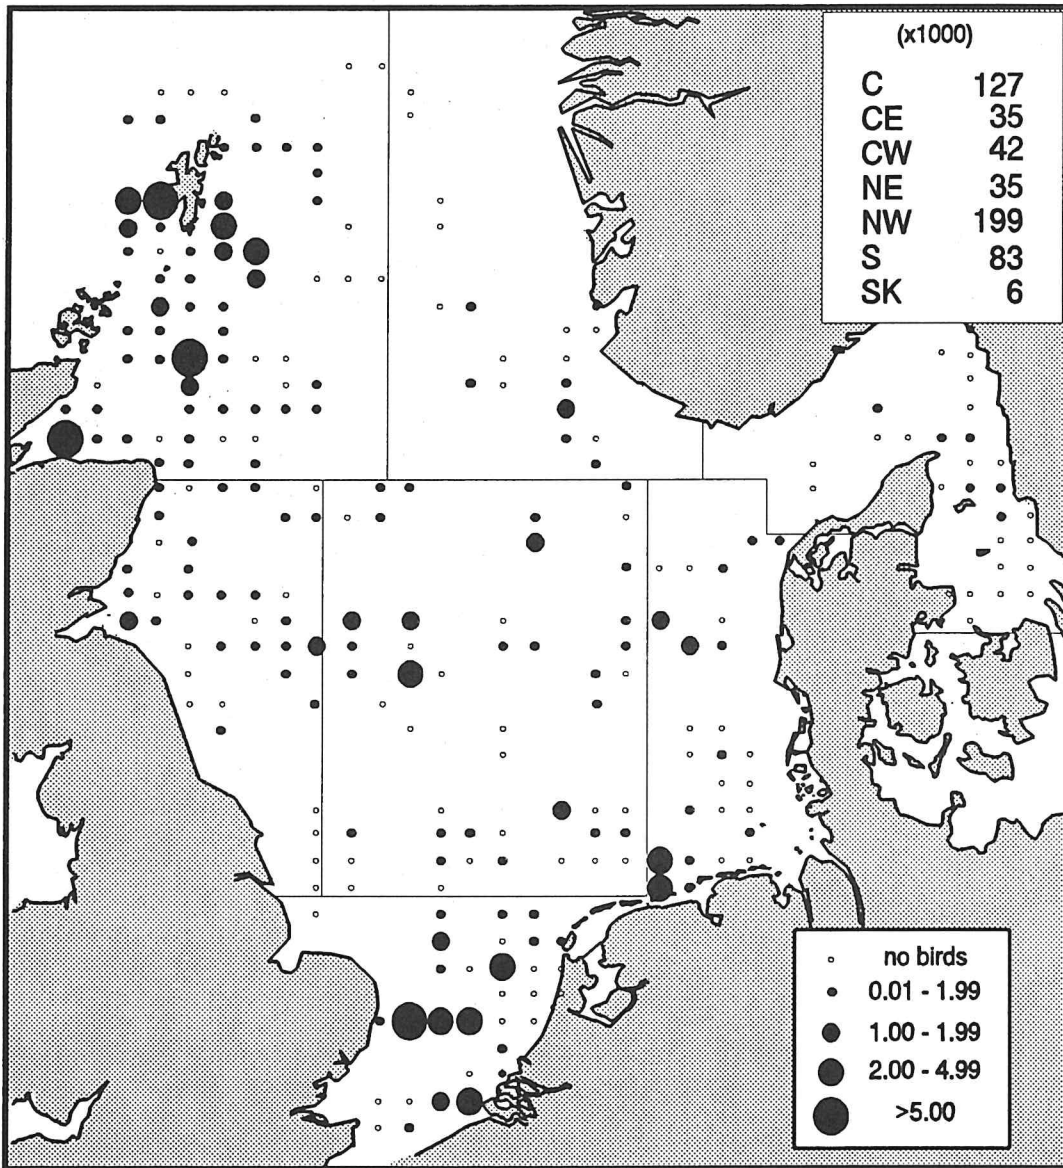 (x1000)
C 127
CE 35
CW 42
NE 35
NW 199
S 83
SK 6
no birds
0.01 - 1.99
1.00 - 1.99
2.00 - 4.99
>5.00